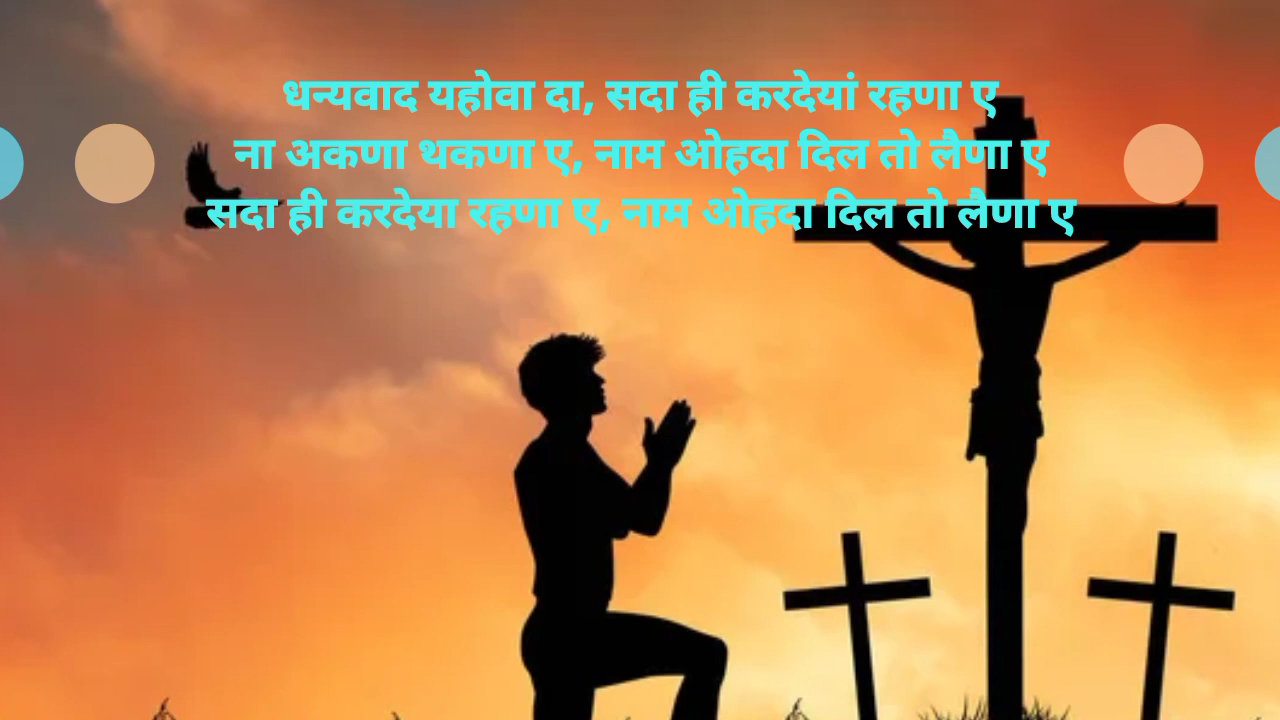 धन्यवाद यहोवा दा, सदा ही करदेयां रहणा ए
ना अकणा थकणा ए, नाम ओहदा दिल तो लैणा ए
सदा ही करदेया रहणा ए, नाम ओहदा दिल तो लैणा ए